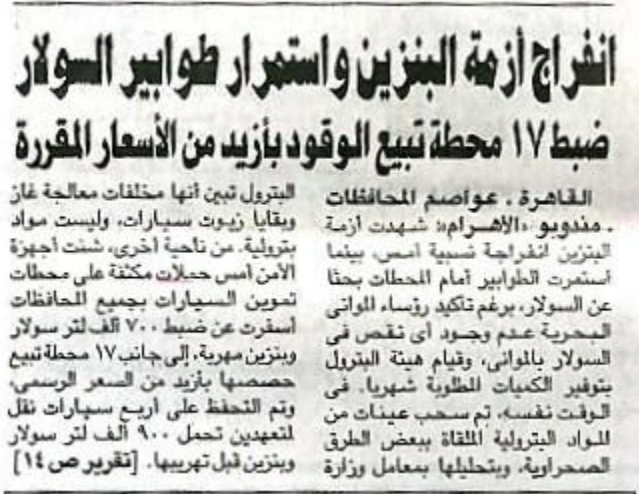 انفراج أزمة البنزين واستمرار طوابير السولار
ضبط ١٧ محطة تبيع الوقود بأزيد من الأسعار المقررة
القاهرة . عواصم المحافظات
. مندوبو «الأهرام»: شهدت أزمة
البنزين انفراجة نسبية أمس، بينما
استمرت الطوابير أمام المحطات بحثا
عن السولار، برغم تأكيد رؤساء الموانى
البحرية عدم وجود أى نقص فى
السولار بالموانى، وقيام هيئة البترول
بتوفير الكميات المطلوبة شهريا. فى
الوقت نفسه، تم سحب عينات من
المواد البترولية الملقاة ببعض الطرق
الصحراوية، وبتحليلها بمعامل وزارة
البترول تبين أنها مخلفات معالجة غاز
وبقايا زيوت سيارات، وليست مواد
بترولية. من ناحية أخرى، شنت أجهزة
الأمن أمس حملات مكثفة على محطات
تموين السيارات بجميع المحافظات
أسفرت عن ضبط ٧٠٠ ألف لتر سولار
وبنزين مهربة، إلى جانب ١٧ محطة تبيع
حصصها بأزيد من السعر الرسمى،
وتم التحفظ على أربع سيارات نقل
لمتعهدين تحمل ٩٠٠ ألف لتر سولار
وبنزين قبل تهريبها. [تقرير ص ١٤]